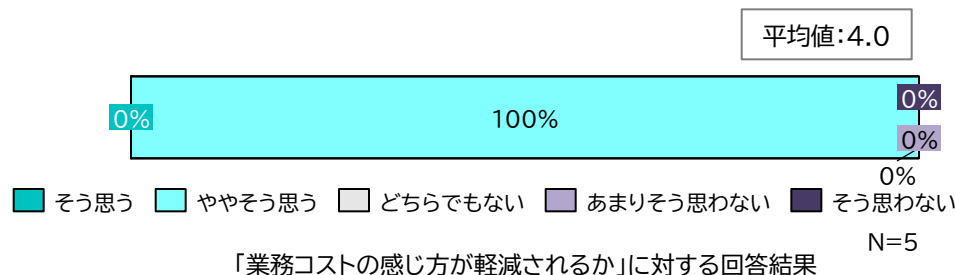 平均値:4.0
0%
100%
0%
0%
0%
そう思う ややそう思う どちらでもない あまりそう思わない そう思わない
N=5
「業務コストの感じ方が軽減されるか」に対する回答結果